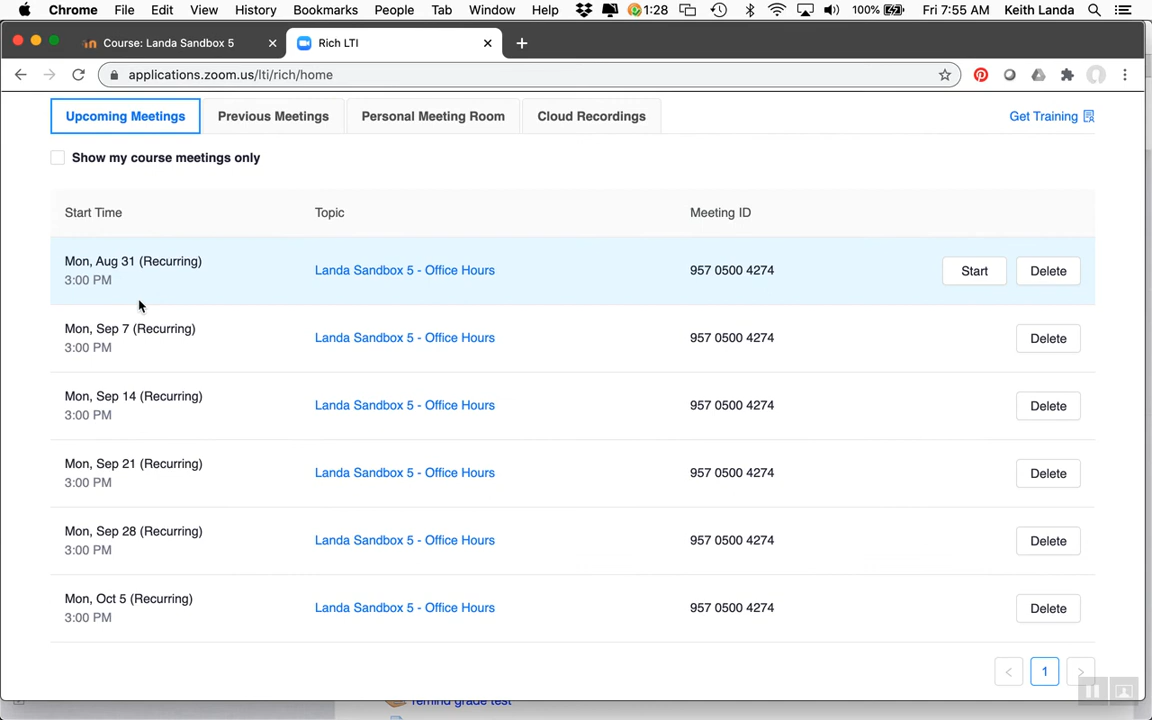 Chrome File Edit View History Bookmarks People Tab Window Help 1:28 100% Fri 7:55 AM Keith Landa
Course: Landa Sandbox 5 Rich LTI
applications.zoom.us/lti/rich/home
Upcoming Meetings Previous Meetings Personal Meeting Room Cloud Recordings Get Training
Show my course meetings only
Start Time Topic Meeting ID
Mon, Aug 31 (Recurring)
3:00 PM
Landa Sandbox 5 - Office Hours 957 0500 4274 Start Delete
Mon, Sep 7 (Recurring)
3:00 PM
Landa Sandbox 5 - Office Hours 957 0500 4274 Delete
Mon, Sep 14 (Recurring)
3:00 PM
Landa Sandbox 5 - Office Hours 957 0500 4274 Delete
Mon, Sep 21 (Recurring)
3:00 PM
Landa Sandbox 5 - Office Hours 957 0500 4274 Delete
Mon, Sep 28 (Recurring)
3:00 PM
Landa Sandbox 5 - Office Hours 957 0500 4274 Delete
Mon, Oct 5 (Recurring)
3:00 PM
Landa Sandbox 5 - Office Hours 957 0500 4274 Delete
< 1 >
remind grade test